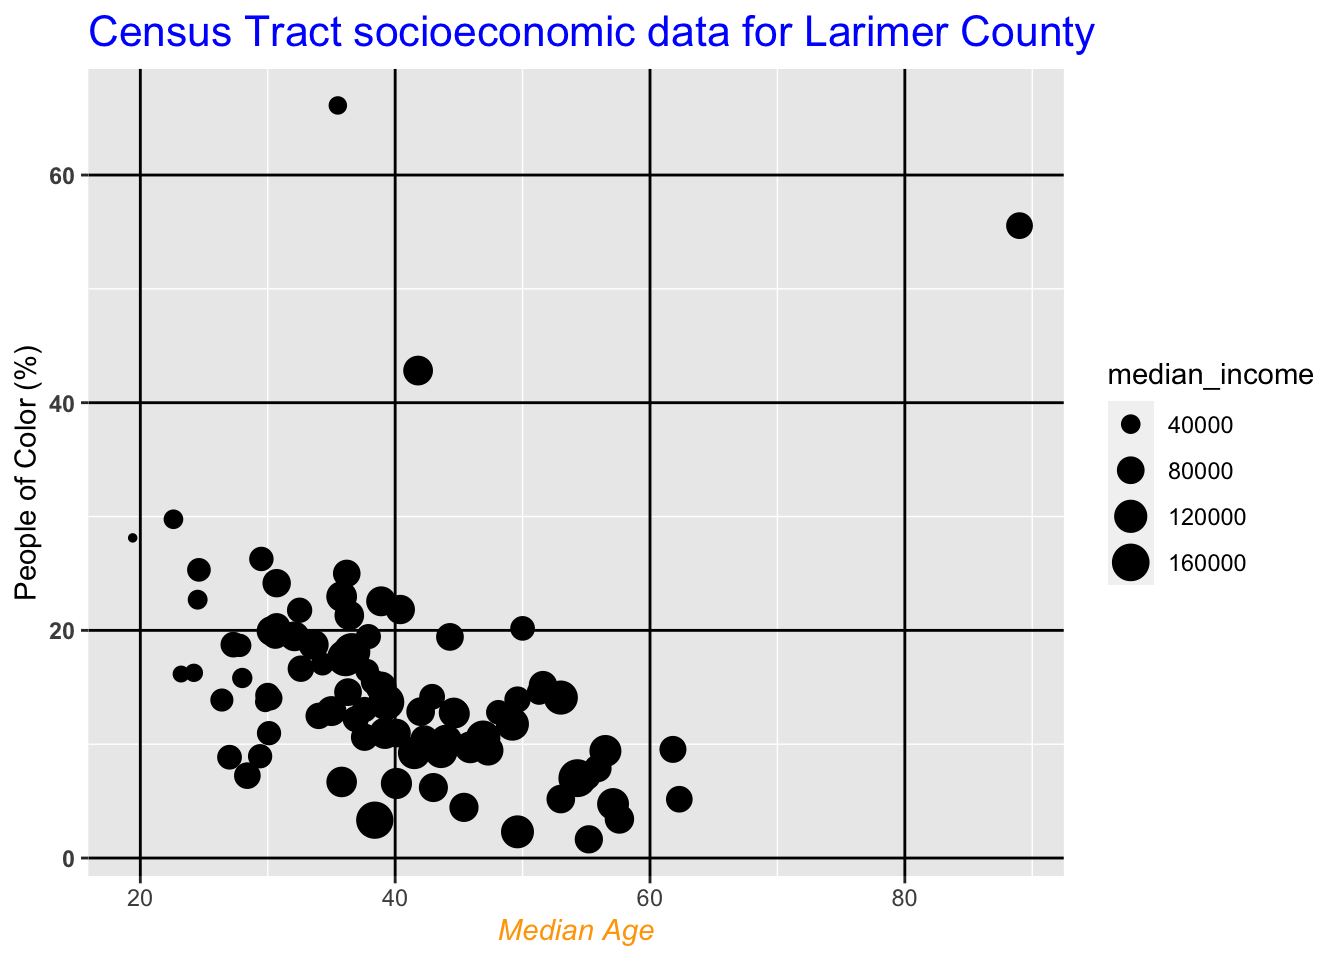 Census Tract socioeconomic data for Larimer County
People of Color (%)
60
40
20
0
20 40 60 80
Median Age
median_income
40000
80000
120000
160000